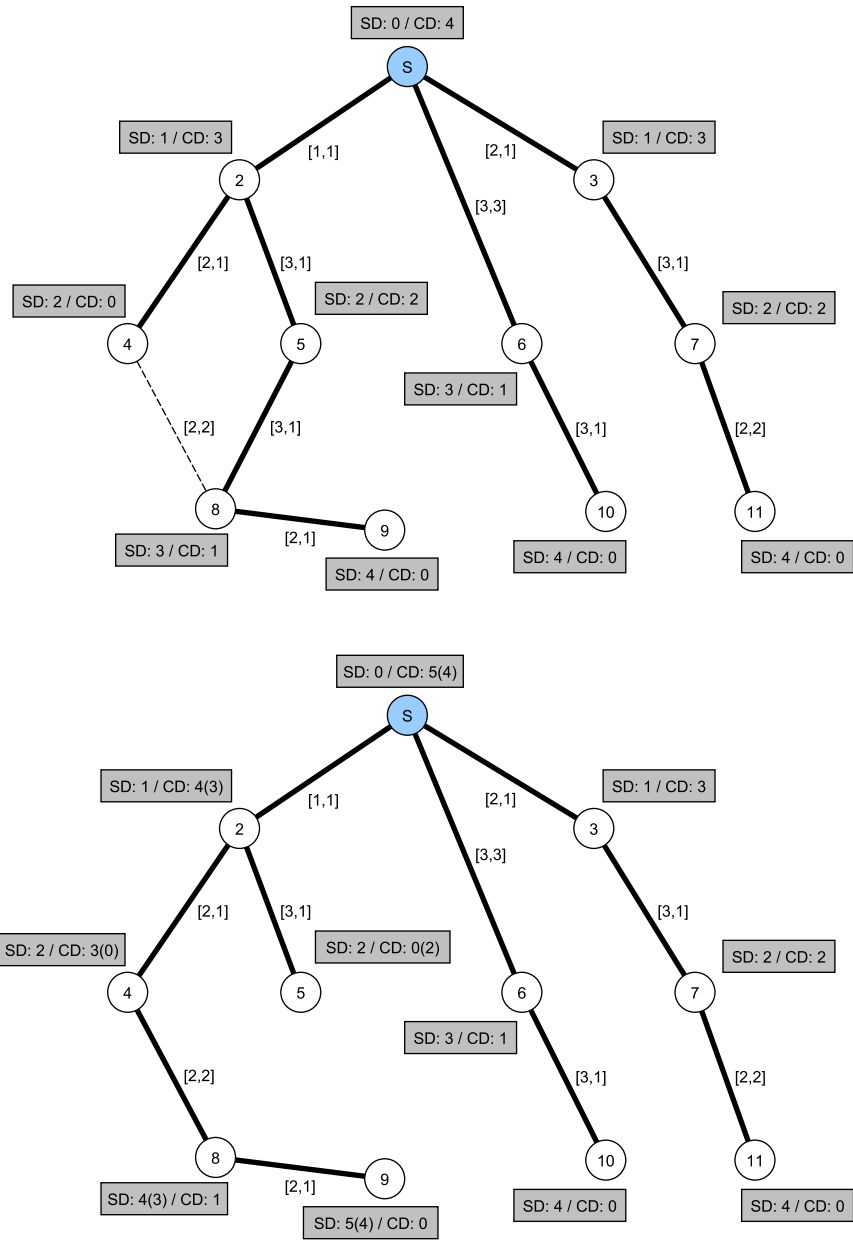 SD: 0 / CD: 4
S
SD: 1 / CD: 3
SD: 1 / CD: 3
[1,1]
[2,1]
2
3
[3,3]
[2,1]
[3,1]
[3,1]
SD: 2 / CD: 0
SD: 2 / CD: 2
SD: 2 / CD: 2
4
5
6
7
SD: 3 / CD: 1
[2,2]
[3,1]
[3,1]
[2,2]
8
10
11
9
[2,1]
SD: 3 / CD: 1
SD: 4 / CD: 0
SD: 4 / CD: 0
SD: 4 / CD: 0
SD: 0 / CD: 5(4)
S
SD: 1 / CD: 4(3)
SD: 1 / CD: 3
[1,1]
[2,1]
2
3
[3,3]
[2,1]
[3,1]
[3,1]
SD: 2 / CD: 3(0)
SD: 2 / CD: 0(2)
SD: 2 / CD: 2
4
5
6
7
SD: 3 / CD: 1
[2,2]
[3,1]
[2,2]
8
10
11
9
[2,1]
SD: 4(3) / CD: 1
SD: 5(4) / CD: 0
SD: 4 / CD: 0
SD: 4 / CD: 0